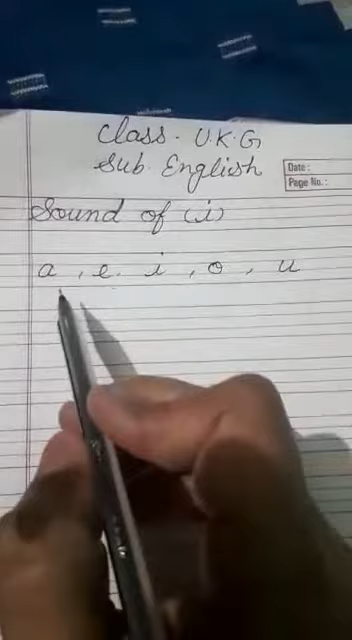 Class. U.K.G
Sub. English
Date:
Page No.:
Sound of (i)
a , e. i , o , u